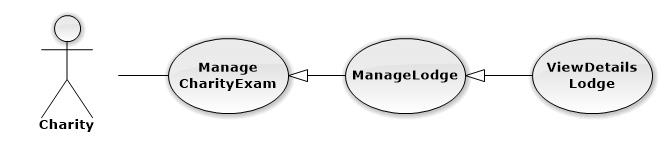 Charity
Manage
CharityExam
ManageLodge
ViewDetails
Lodge